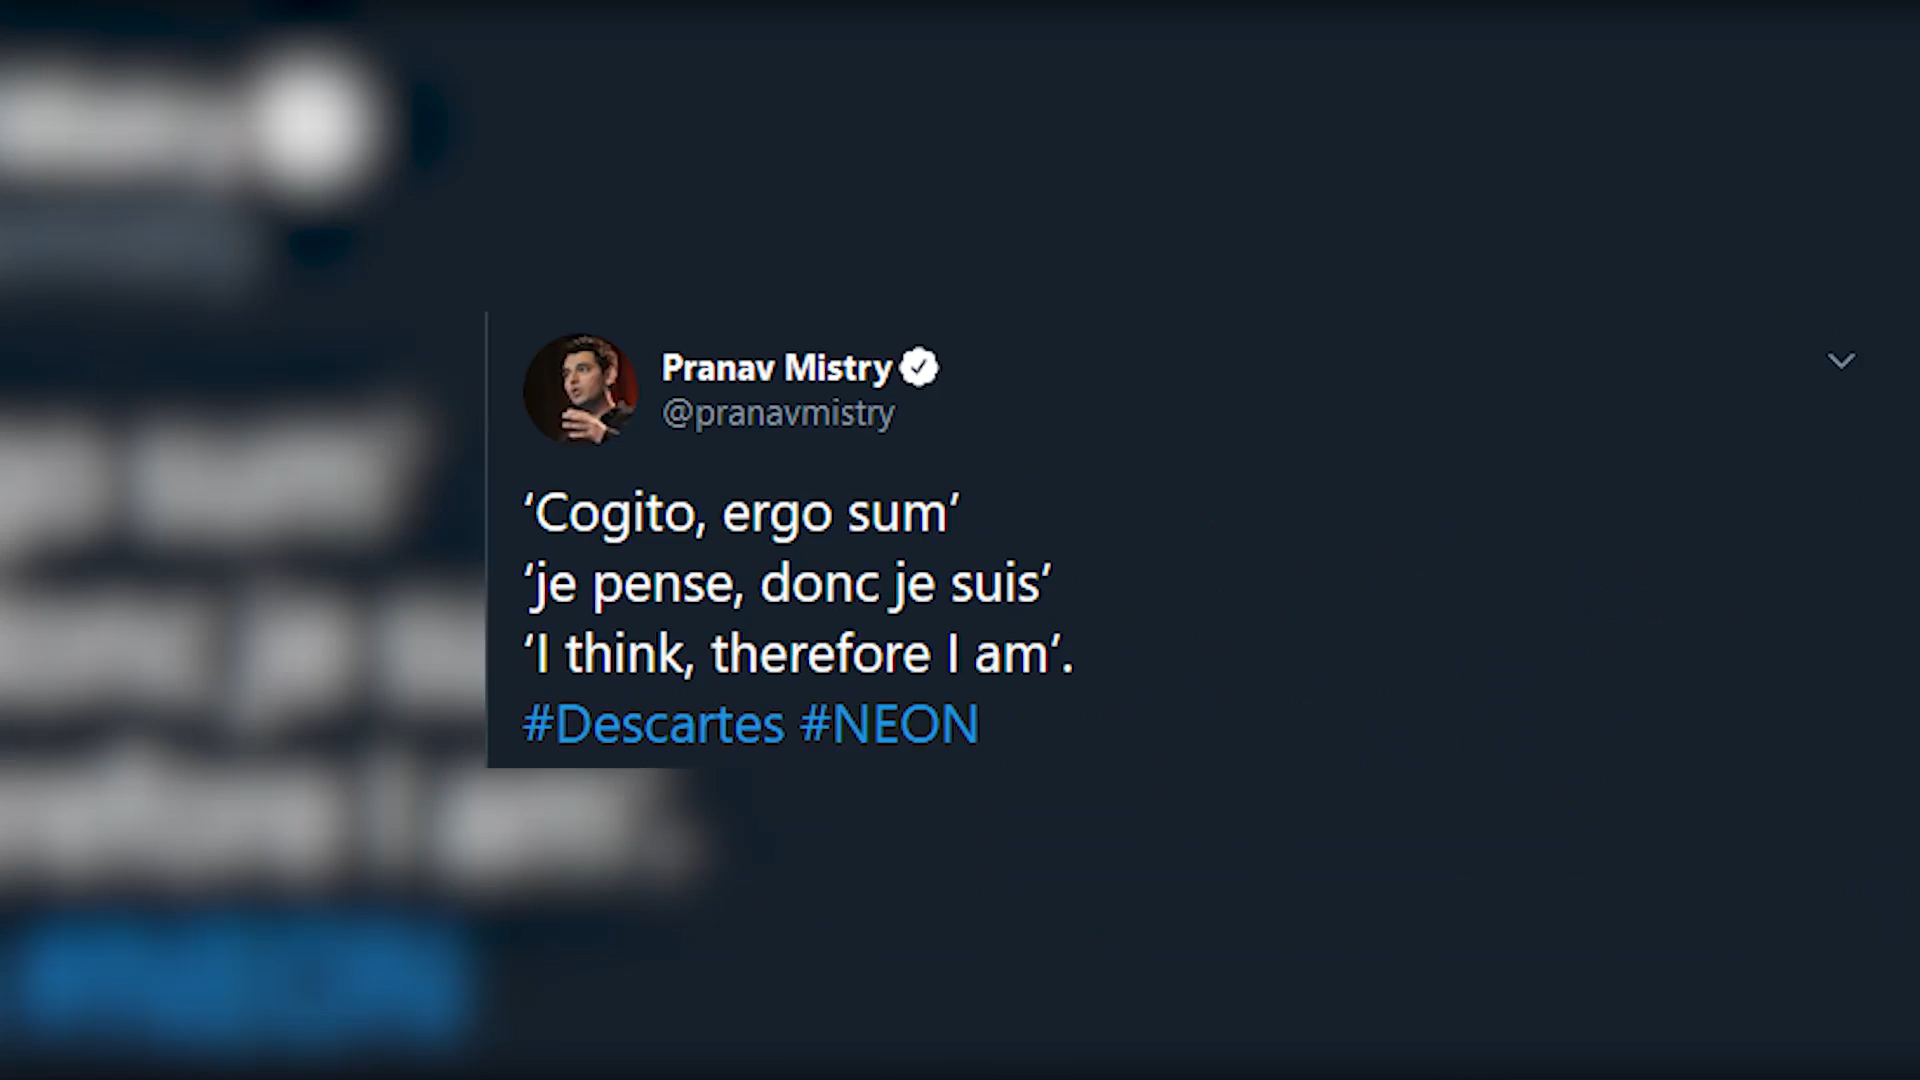 Pranav Mistry
@pranavmistry
‘Cogito, ergo sum’
‘je pense, donc je suis’
‘I think, therefore I am’.
#Descartes #NEON